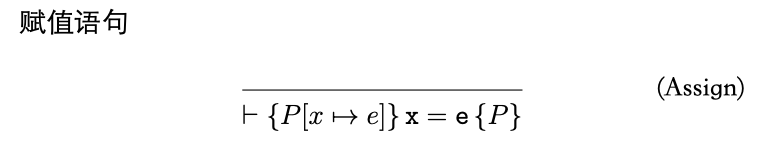 赋值语句
⊢ {P[x ↦ e]} x = e {P} (Assign)